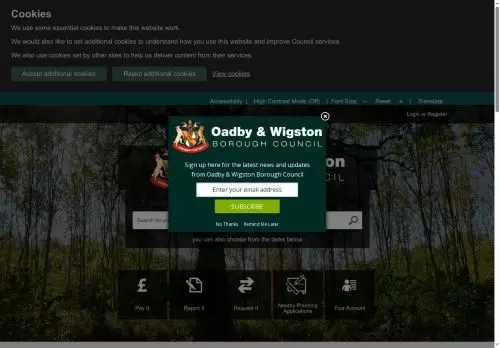 Cookies
We use some essential cookies to make this website work.
We would also like to set additional cookies to understand how you use this website and improve Council services.
We also use cookies set by other sites to help us deliver content from their services.
Accept additional cookies Reject additional cookies View cookies
Accessibility | High Contrast Mode (Off) | Font Size: − Reset + | Translate
Login or Register
Oadby & Wigston
BOROUGH COUNCIL
Sign up here for the latest news and updates
from Oadby & Wigston Borough Council
Enter your email address
SUBSCRIBE
No Thanks Remind Me Later
Search for
you can also choose from the tasks below
Pay It
Report It
Request It
Nearby Planning
Applications
Your Account